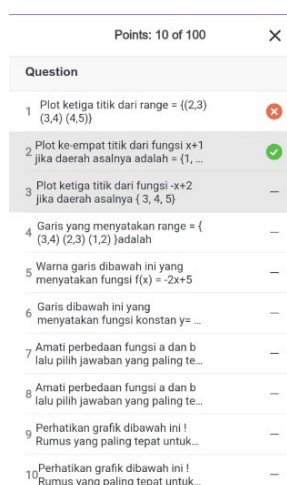 Points: 10 of 100
Question
1 Plot ketiga titik dari range = {(2,3)
(3,4) (4,5)}
2 Plot ke-empat titik dari fungsi x+1
jika daerah asalnya adalah = {1, ...
3 Plot ketiga titik dari fungsi -x+2
jika daerah asalnya { 3, 4, 5}
4 Garis yang menyatakan range = {
(3,4) (2,3) (1,2) }adalah
5 Warna garis dibawah ini yang
menyatakan fungsi f(x) = -2x+5
6 Garis dibawah ini yang
menyatakan fungsi konstan y= ...
7 Amati perbedaan fungsi a dan b
lalu pilih jawaban yang paling te...
8 Amati perbedaan fungsi a dan b
lalu pilih jawaban yang paling te...
9 Perhatikan grafik dibawah ini !
Rumus yang paling tepat untuk...
10 Perhatikan grafik dibawah ini !
Rumus yang paling tepat untuk...